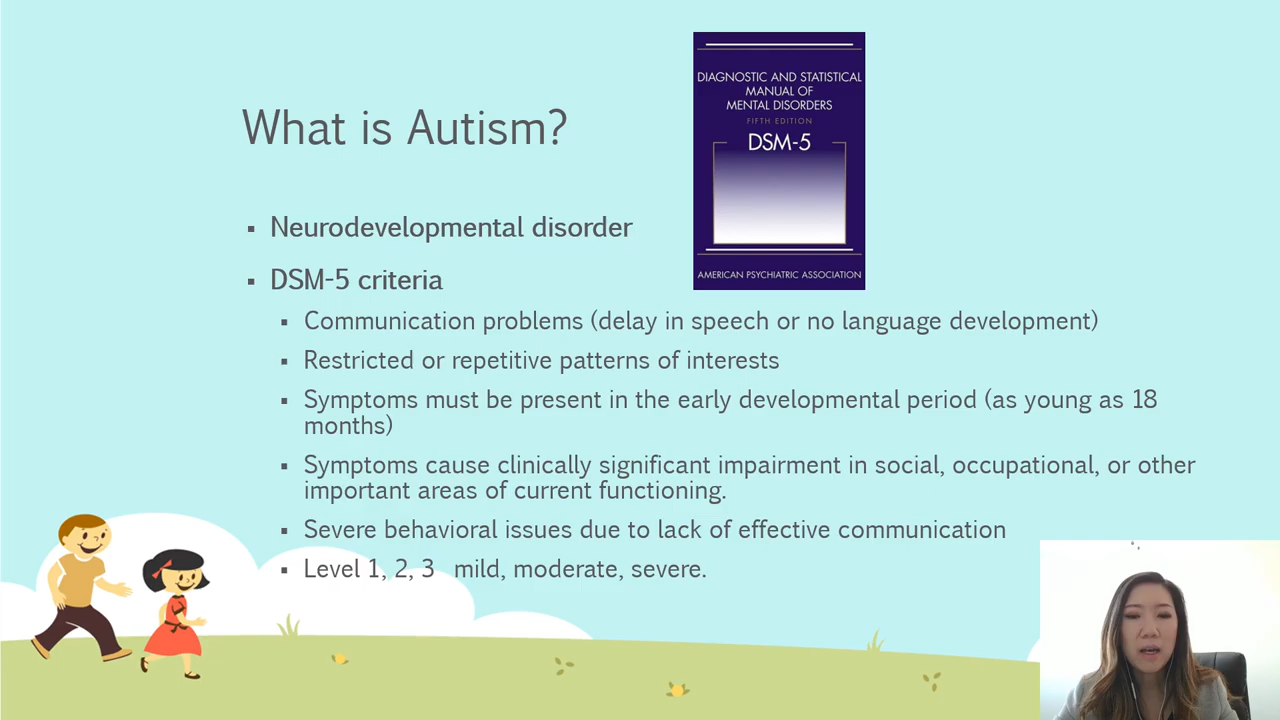 What is Autism?
DIAGNOSTIC AND STATISTICAL
MANUAL OF
MENTAL DISORDERS
FIFTH EDITION
DSM-5
AMERICAN PSYCHIATRIC ASSOCIATION
▪ Neurodevelopmental disorder
▪ DSM-5 criteria
▪ Communication problems (delay in speech or no language development)
▪ Restricted or repetitive patterns of interests
▪ Symptoms must be present in the early developmental period (as young as 18
months)
▪ Symptoms cause clinically significant impairment in social, occupational, or other
important areas of current functioning.
▪ Severe behavioral issues due to lack of effective communication
▪ Level 1, 2, 3 mild, moderate, severe.